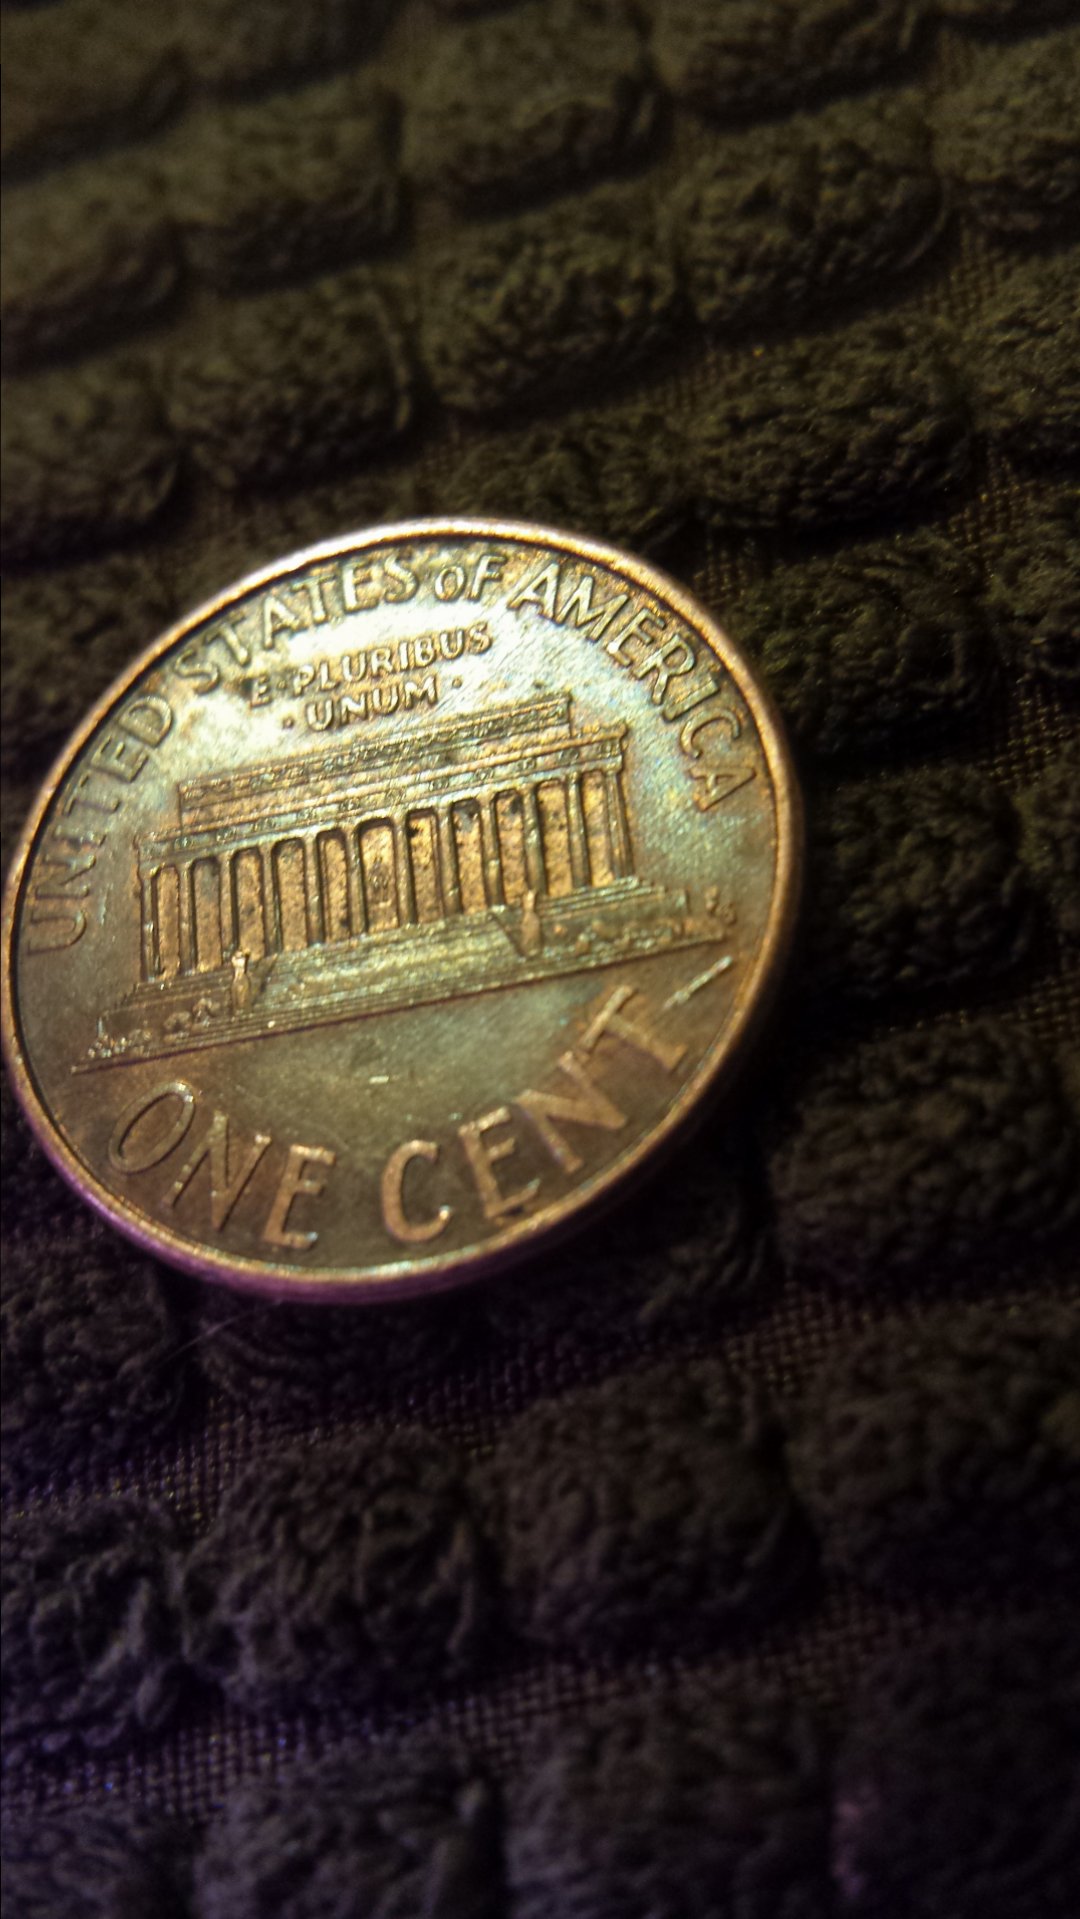 UNITED STATES OF AMERICA
E·PLURIBUS
·UNUM·
ONE CENT